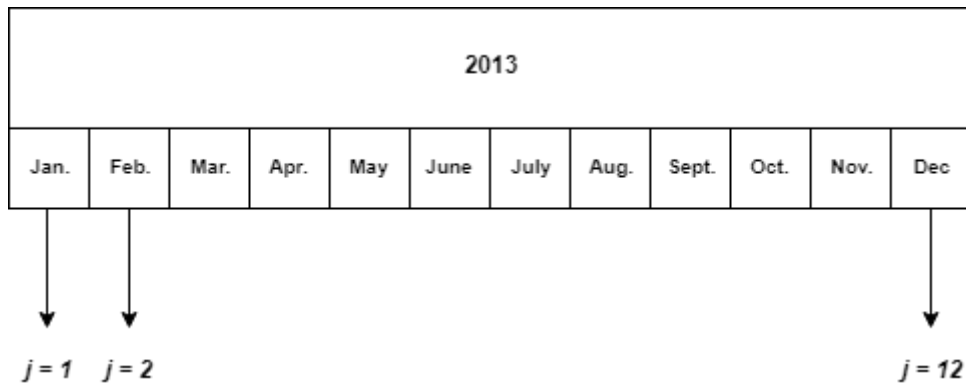 2013
Jan. Feb. Mar. Apr. May June July Aug. Sept. Oct. Nov. Dec
j = 1 j = 2 j = 12